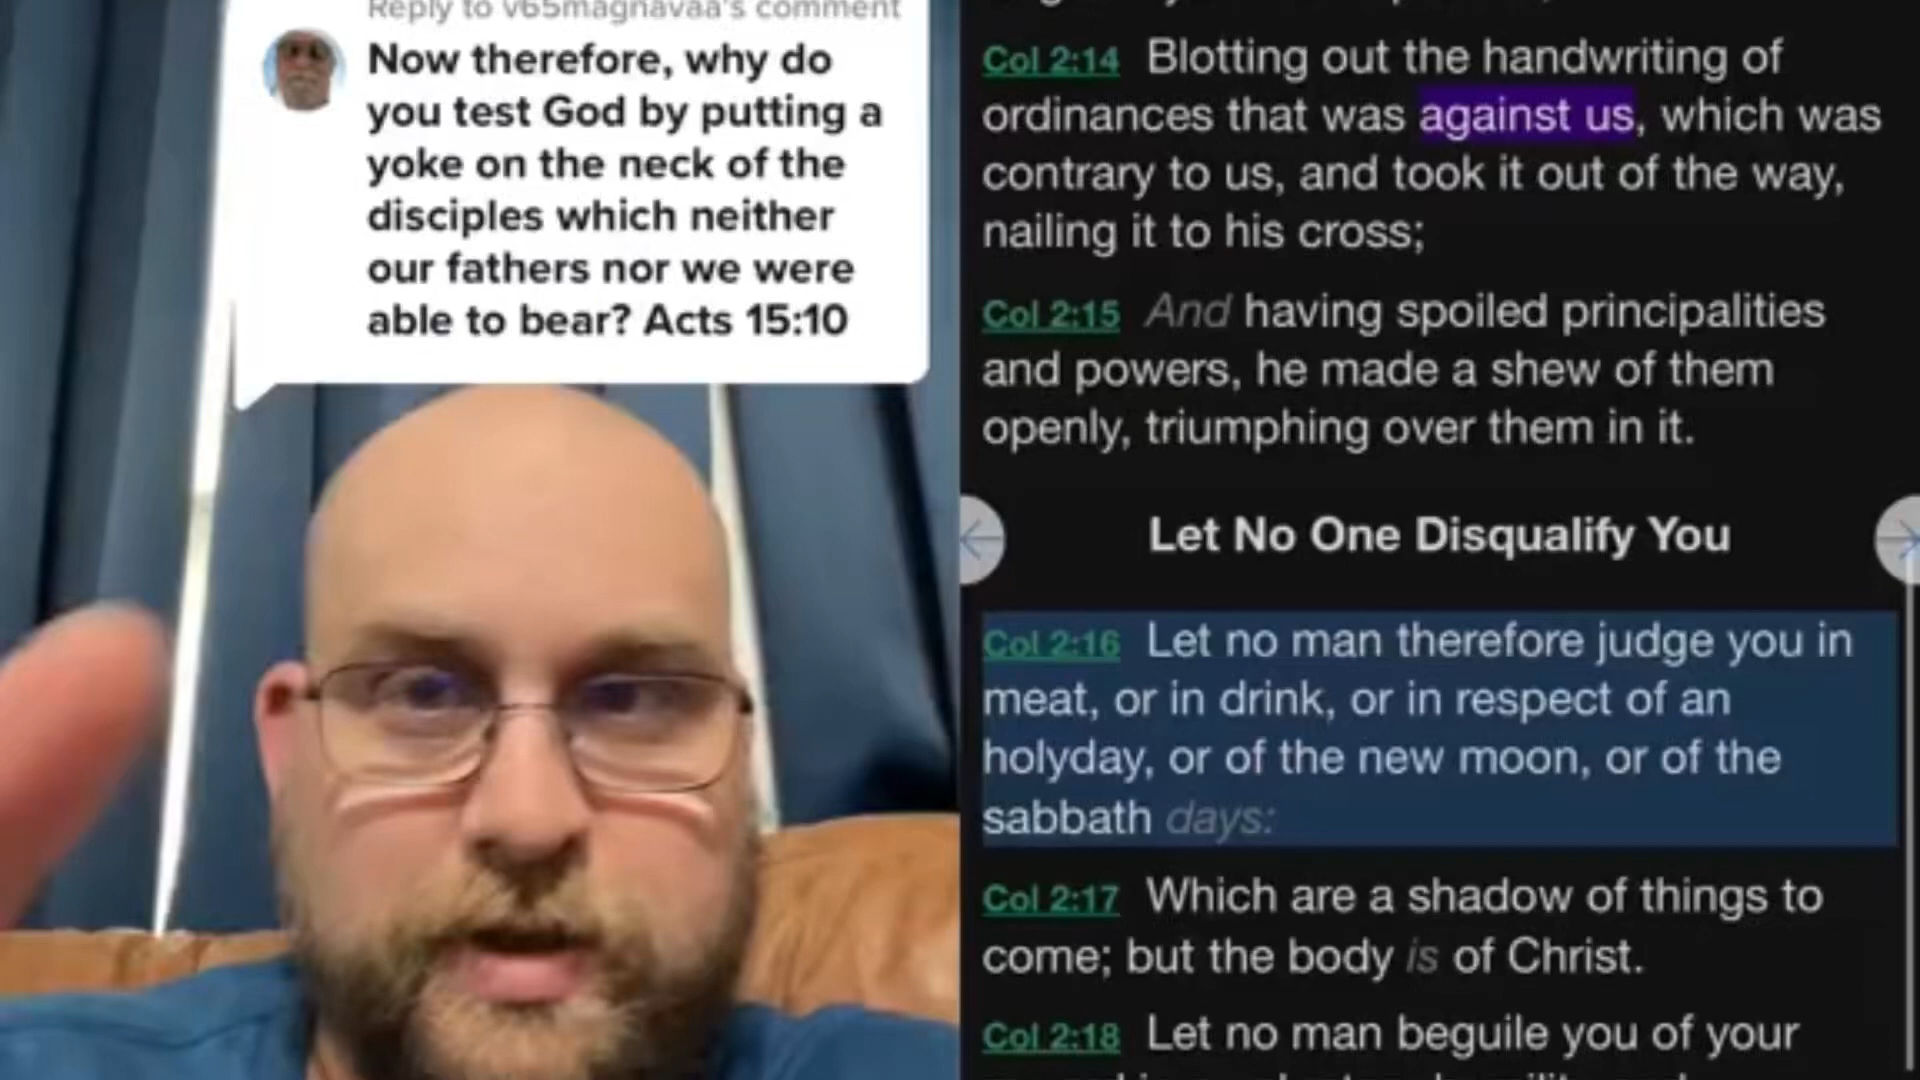 Reply to v65magnavaa's comment
Now therefore, why do
you test God by putting a
yoke on the neck of the
disciples which neither
our fathers nor we were
able to bear? Acts 15:10
Col 2:14 Blotting out the handwriting of
ordinances that was against us, which was
contrary to us, and took it out of the way,
nailing it to his cross;
Col 2:15 And having spoiled principalities
and powers, he made a shew of them
openly, triumphing over them in it.
Let No One Disqualify You
Col 2:16 Let no man therefore judge you in
meat, or in drink, or in respect of an
holyday, or of the new moon, or of the
sabbath days:
Col 2:17 Which are a shadow of things to
come; but the body is of Christ.
Col 2:18 Let no man beguile you of your